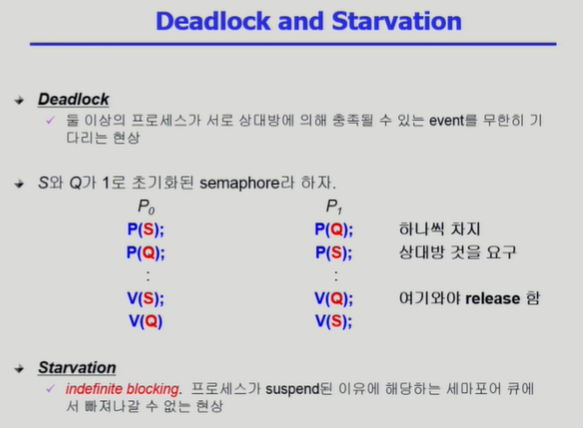 Deadlock and Starvation
Deadlock
✓ 둘 이상의 프로세스가 서로 상대방에 의해 충족될 수 있는 event를 무한히 기
다리는 현상
S와 Q가 1로 초기화된 semaphore라 하자.
P0 P1
P(S); P(Q); 하나씩 차지
P(Q); P(S); 상대방 것을 요구
: :
V(S); V(Q); 여기와야 release 함
V(Q) V(S);
Starvation
✓ indefinite blocking. 프로세스가 suspend된 이유에 해당하는 세마포어 큐에
서 빠져나갈 수 없는 현상